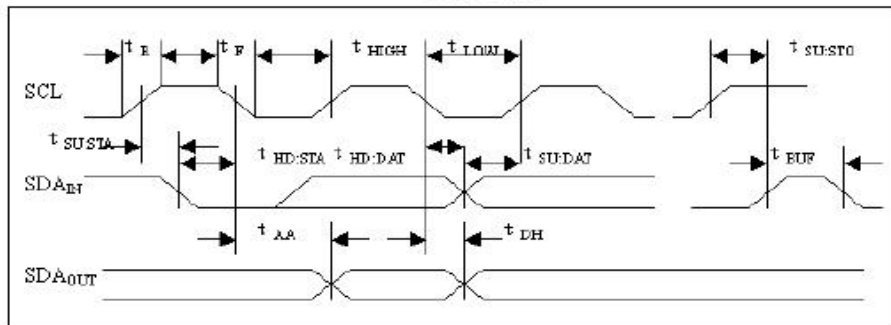 t R t F t HIGH t LOW t SU:STO
SCL
t SU:STA t HD:STA t HD:DAT t SU:DAT t BUF
SDA IN
t AA t DH
SDA OUT